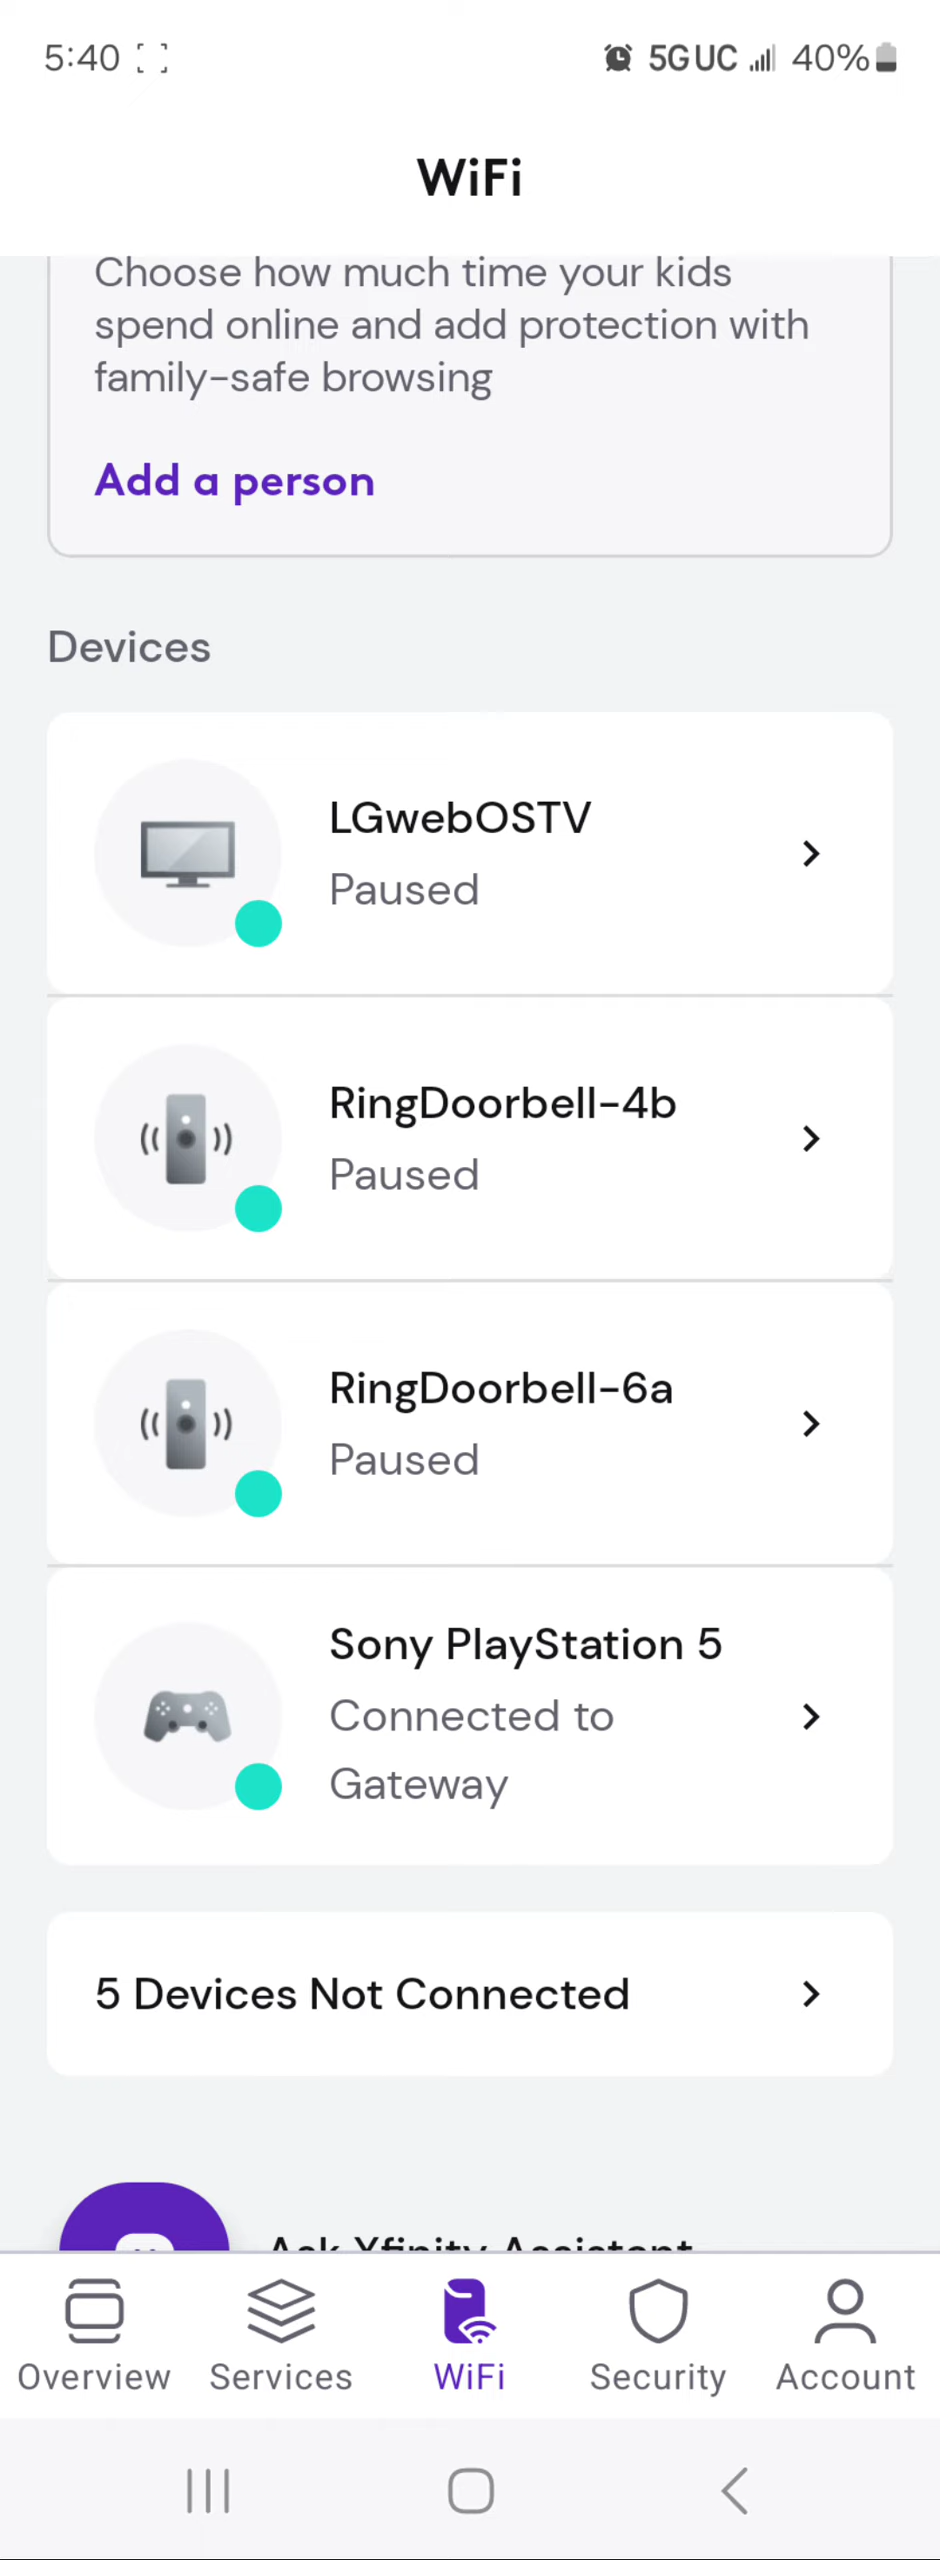 5:40
5G UC 40%
WiFi
Choose how much time your kids
spend online and add protection with
family-safe browsing
Add a person
Devices
LGwebOSTV
Paused
RingDoorbell-4b
Paused
RingDoorbell-6a
Paused
Sony PlayStation 5
Connected to
Gateway
5 Devices Not Connected
Ask Xfinity Assistant
Overview Services WiFi Security Account